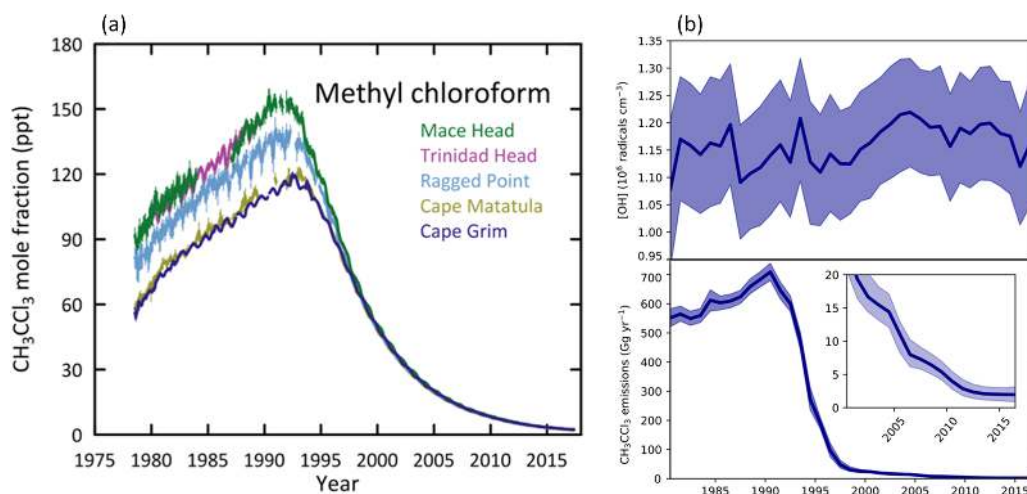 (a)
Methyl chloroform
Mace Head
Trinidad Head
Ragged Point
Cape Matatula
Cape Grim
CH₃CCl₃ mole fraction (ppt)
180
150
120
90
60
30
0
1975 1980 1985 1990 1995 2000 2005 2010 2015
Year
(b)
[OH] (10⁶ radicals cm⁻³)
1.35
1.30
1.25
1.20
1.15
1.10
1.05
1.00
0.95
CH₃CCl₃ emissions (Gg yr⁻¹)
700
600
500
400
300
200
100
0
20
15
10
5
0
2005 2010 2015
1985 1990 1995 2000 2005 2010 2015